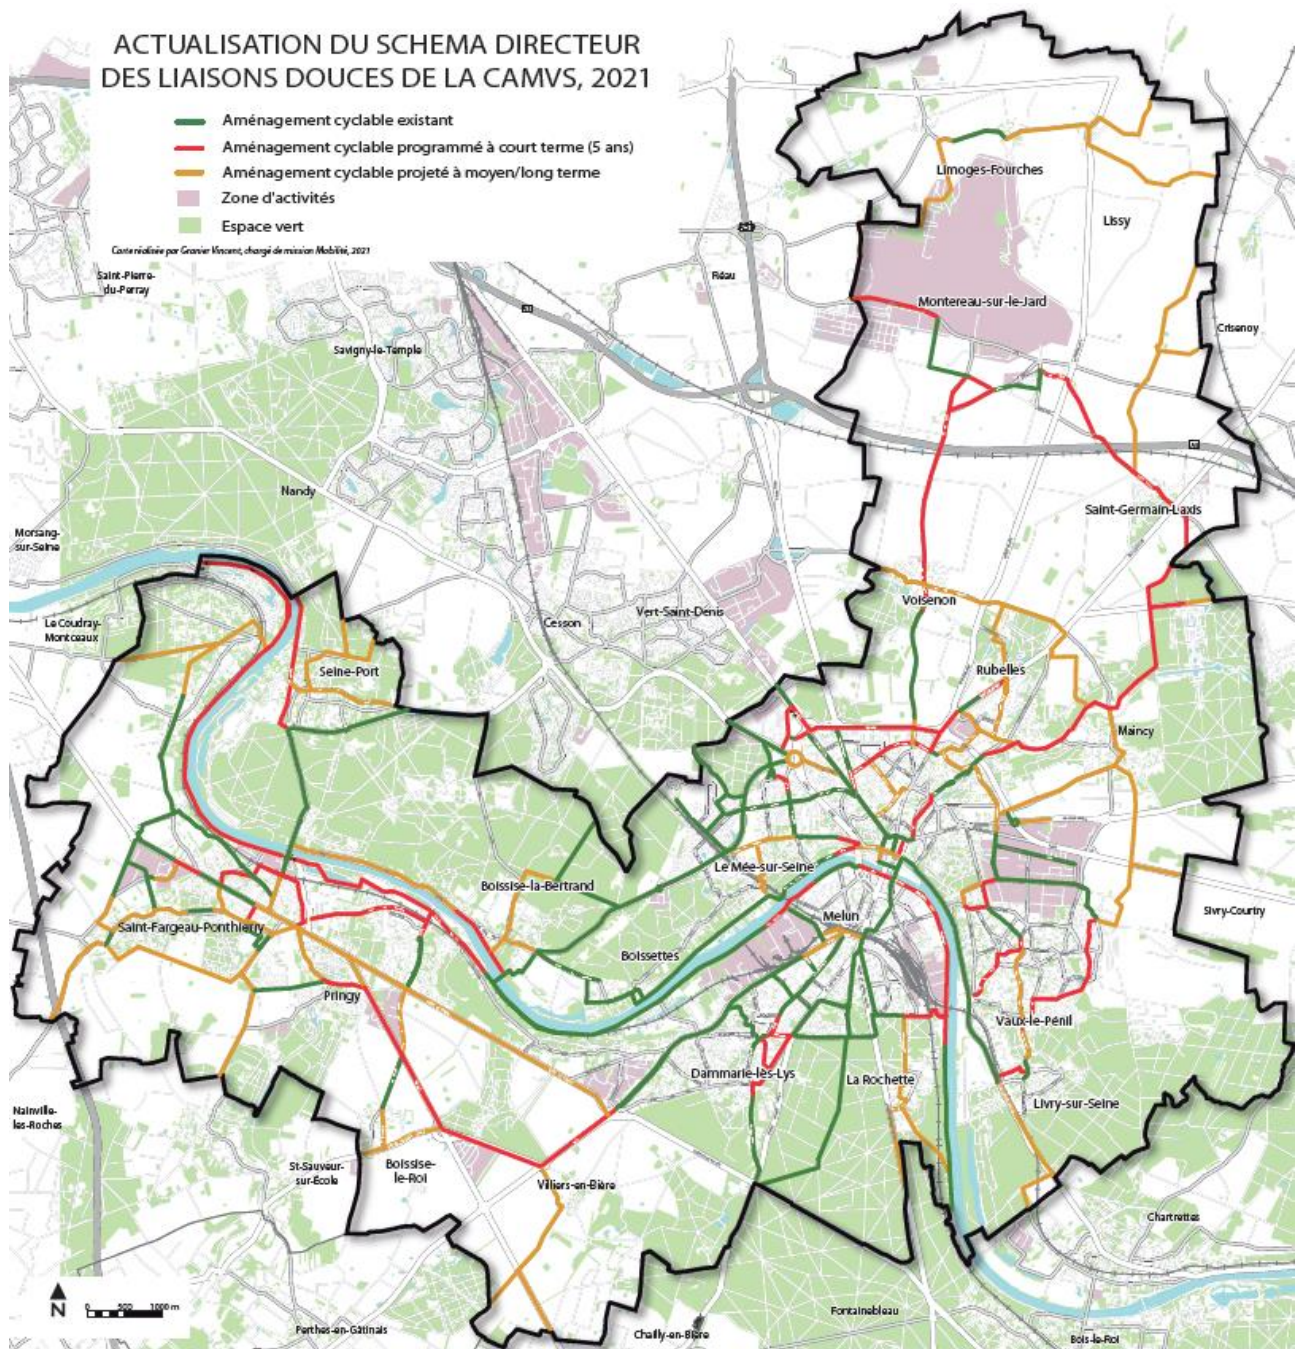 ACTUALISATION DU SCHEMA DIRECTEUR
DES LIAISONS DOUCES DE LA CAMVS, 2021
Aménagement cyclable existant
Aménagement cyclable programmé à court terme (5 ans)
Aménagement cyclable projeté à moyen/long terme
Zone d'activités
Espace vert
Carte réalisée par Granier Vincent, chargé de mission Mobilité, 2021
Limoges-Fourches
Lissy
Saint-Pierre-
du-Perray
Réau
Montereau-sur-le-Jard
Crisenoy
Savigny-le-Temple
Nandy
Saint-Germain-Laxis
Morsang-
sur-Seine
Voisenon
Vert-Saint-Denis
Cesson
Le Coudray-
Montceaux
Seine-Port
Rubelles
Maincy
Le Mée-sur-Seine
Boissise-la-Bertrand
Melun
Sivry-Courtry
Saint-Fargeau-Ponthierry
Boissettes
Pringy
Vaux-le-Pénil
Dammarie-les-Lys
La Rochette
Livry-sur-Seine
Nainville-
les-Roches
St-Sauveur-
sur-École
Boissise-
le-Roi
Villiers-en-Bière
Chartrettes
N
0 500 1000 m
Fontainebleau
Perthes-en-Gâtinais
Chailly-en-Bière
Bois-le-Roi